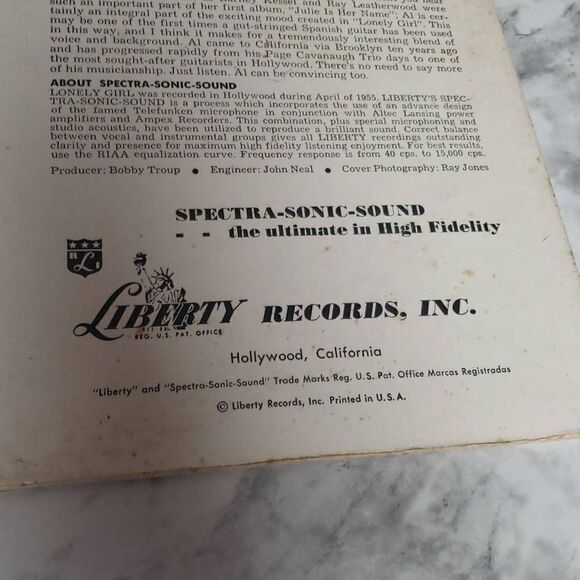 such an important part of her first album, "Julie Is Her Name"; Al is cer-
tainly an integral part of the exciting mood created in "Lonely Girl." This
may be one of the first times a gut-stringed Spanish guitar has been used
in this way, and I think it makes for a tremendously interesting blend of
voice and background. Al came to California via Brooklyn ten years ago
and has progressed rapidly from his Page Cavanaugh Trio days to one of
the most sought-after guitarists in Hollywood. There's no need to say more
of his musicianship. Just listen. Al can be convincing too.
ABOUT SPECTRA-SONIC-SOUND
LONELY GIRL was recorded in Hollywood during April of 1955. LIBERTY'S SPEC-
TRA-SONIC-SOUND is a process which incorporates the use of an advance design
of the famed Telefunken microphone in conjunction with Altec Lansing power
amplifiers and Ampex Recorders. This combination, plus special microphoning and
studio acoustics, have been utilized to reproduce a brilliant sound. Correct balance
between vocal and instrumental groups gives all LIBERTY recordings outstanding
clarity and presence for maximum high fidelity listening enjoyment. For best results,
use the RIAA equalization curve. Frequency response is from 40 cps. to 15,000 cps.
Producer: Bobby Troup • Engineer: John Neal • Cover Photography: Ray Jones
SPECTRA-SONIC-SOUND
- - the ultimate in High Fidelity
RLI
LIBERTY RECORDS, INC.
REG. U.S. PAT. OFFICE
Hollywood, California
"Liberty" and "Spectra-Sonic-Sound" Trade Marks Reg. U.S. Pat. Office Marcas Registradas
© Liberty Records, Inc. Printed in U.S.A.